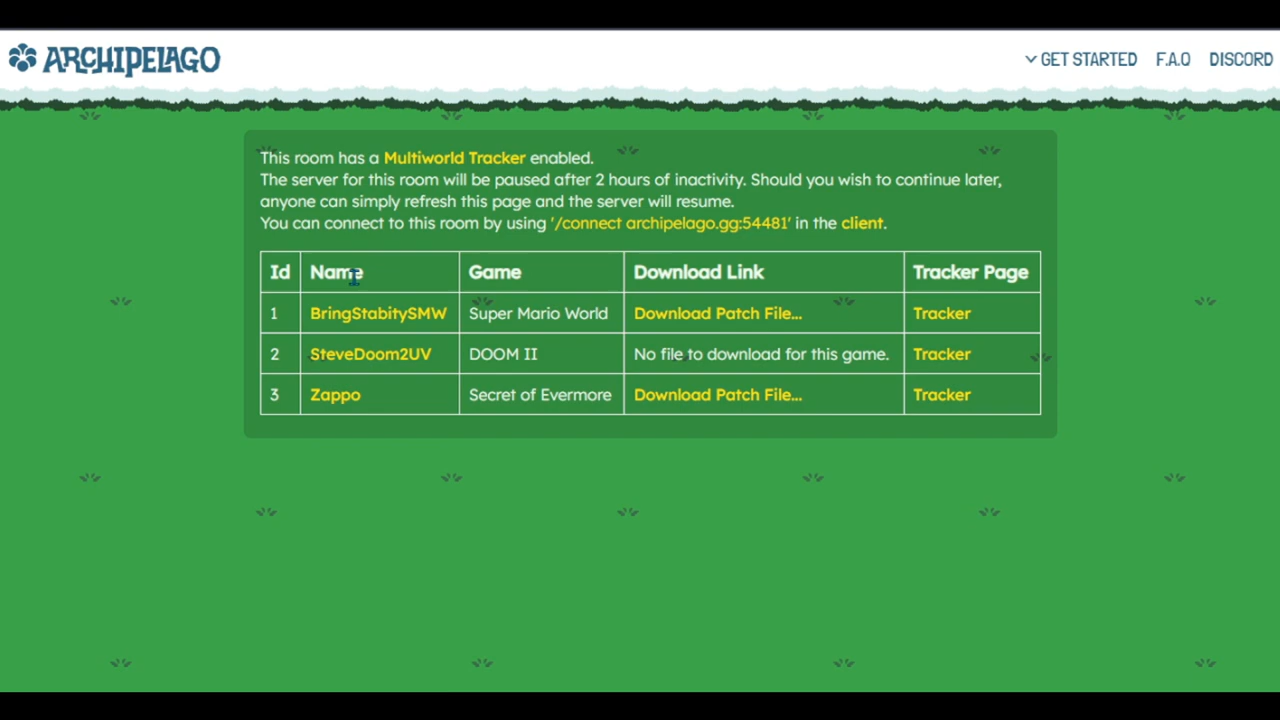 ARCHIPELAGO
GET STARTED F.A.Q DISCORD
This room has a Multiworld Tracker enabled.
The server for this room will be paused after 2 hours of inactivity. Should you wish to continue later,
anyone can simply refresh this page and the server will resume.
You can connect to this room by using '/connect archipelago.gg:54481' in the client.
Id Name Game Download Link Tracker Page
1 BringStabitySMW Super Mario World Download Patch File... Tracker
2 SteveDoom2UV DOOM II No file to download for this game. Tracker
3 Zappo Secret of Evermore Download Patch File... Tracker